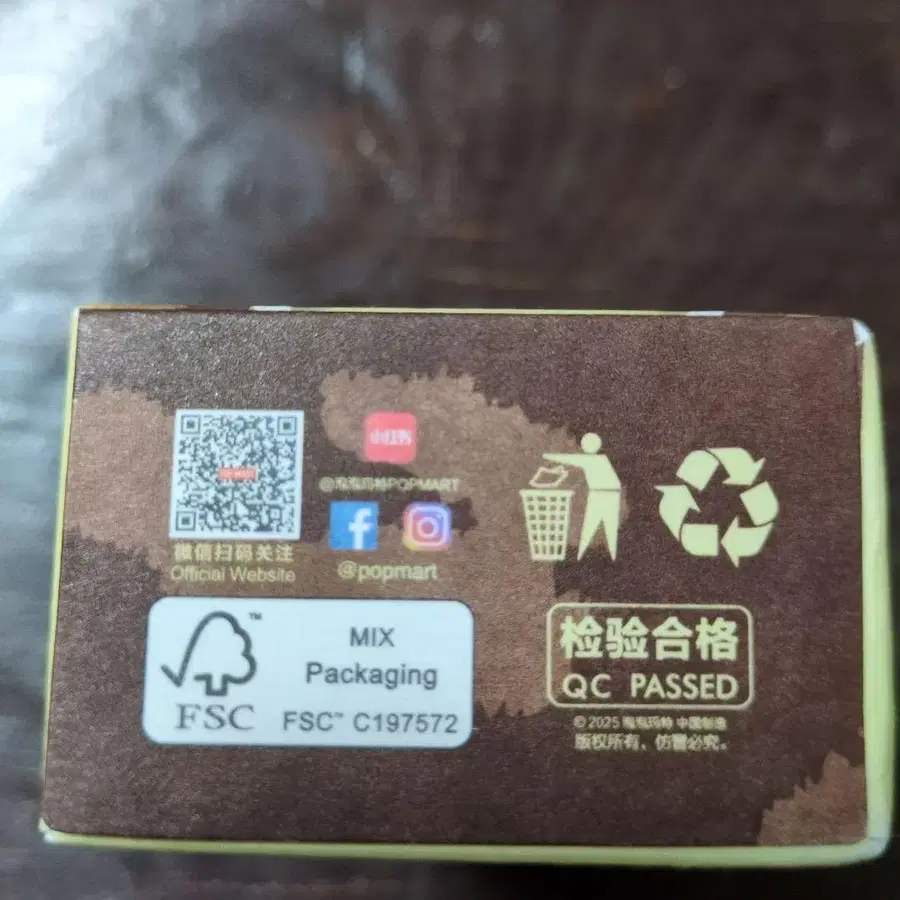 小红书
@泡泡玛特POPMART
微信扫码关注
Official Website
@popmart
FSC™
MIX
Packaging
FSC™ C197572
检验合格
QC PASSED
© 2025 泡泡玛特 中国制造
版权所有，仿冒必究。